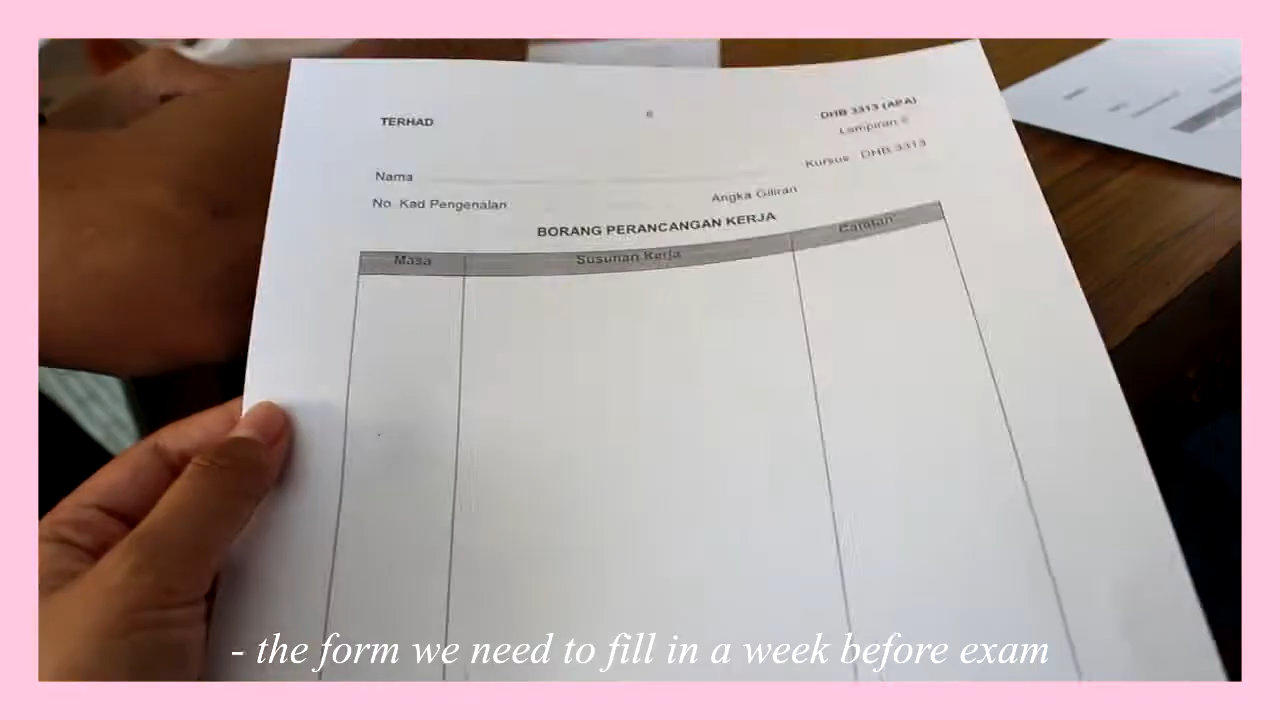 TERHAD
6
DHB 3313 (APA)
Lampiran E
Kursus: DHB 3313
Nama
No. Kad Pengenalan
Angka Giliran
BORANG PERANCANGAN KERJA
Masa
Susunan Kerja
Catatan
- the form we need to fill in a week before exam